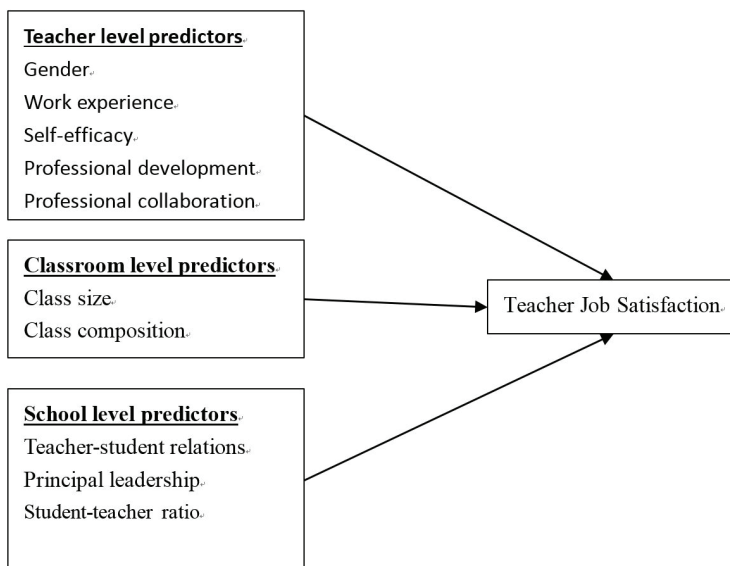 Teacher level predictors
Gender
Work experience
Self-efficacy
Professional development
Professional collaboration
Classroom level predictors
Class size
Class composition
Teacher Job Satisfaction
School level predictors
Teacher-student relations
Principal leadership
Student-teacher ratio